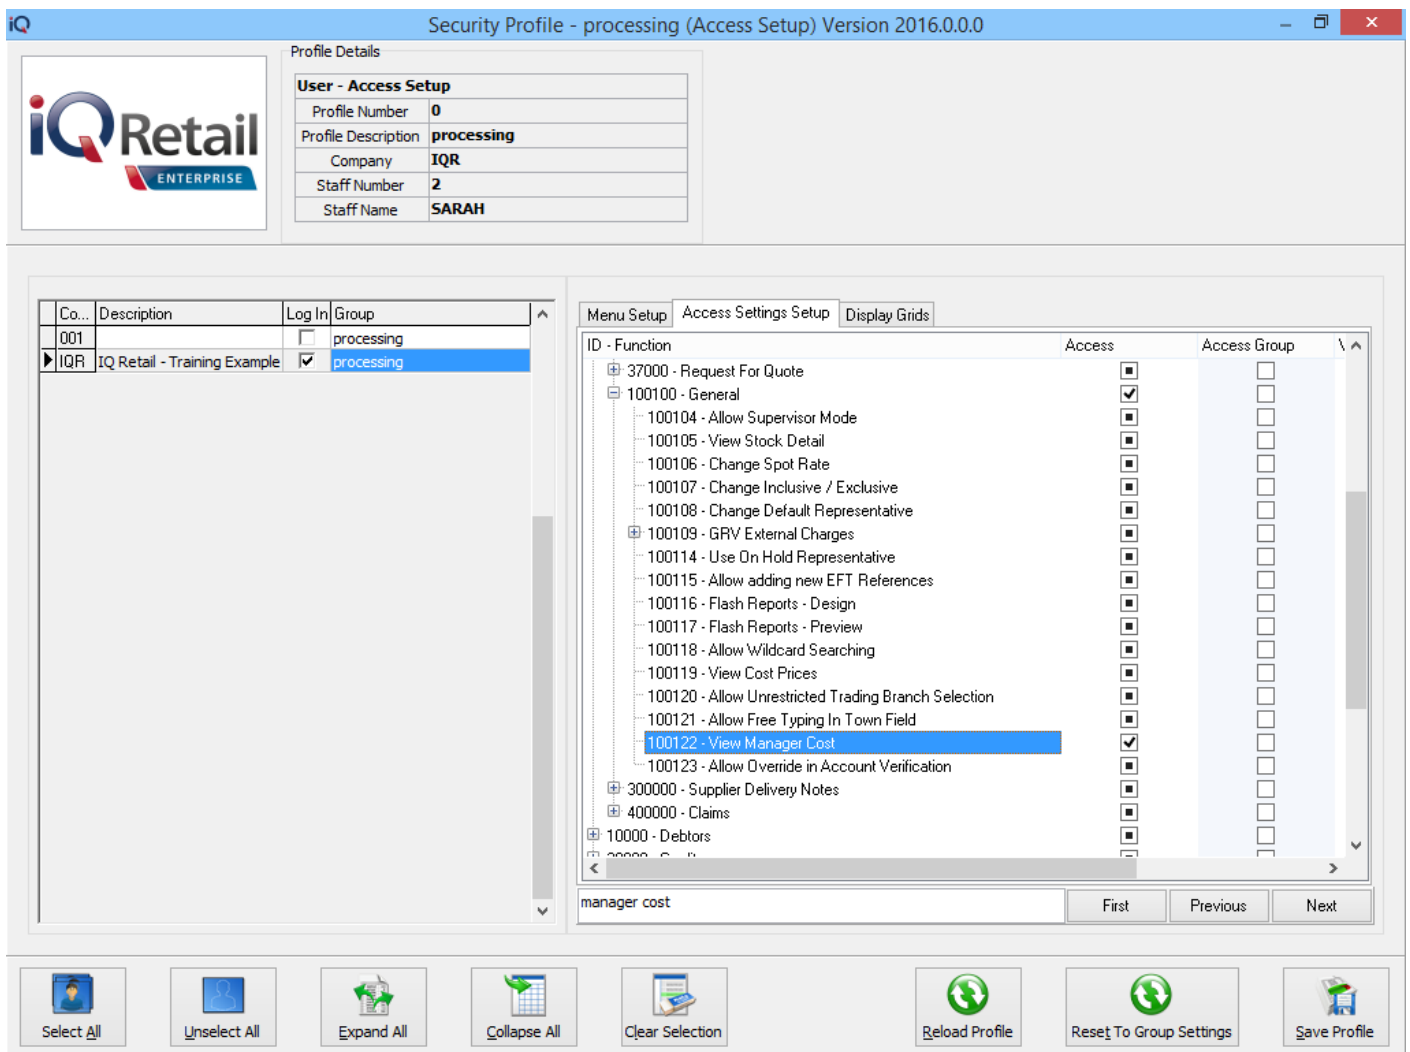 iQ
Security Profile - processing (Access Setup) Version 2016.0.0.0
iQ Retail
ENTERPRISE
Profile Details
User - Access Setup
Profile Number 0
Profile Description processing
Company IQR
Staff Number 2
Staff Name SARAH
Co... Description Log In Group
001 processing
IQR IQ Retail - Training Example processing
Menu Setup Access Settings Setup Display Grids
ID - Function Access Access Group
37000 - Request For Quote
100100 - General
100104 - Allow Supervisor Mode
100105 - View Stock Detail
100106 - Change Spot Rate
100107 - Change Inclusive / Exclusive
100108 - Change Default Representative
100109 - GRV External Charges
100114 - Use On Hold Representative
100115 - Allow adding new EFT References
100116 - Flash Reports - Design
100117 - Flash Reports - Preview
100118 - Allow Wildcard Searching
100119 - View Cost Prices
100120 - Allow Unrestricted Trading Branch Selection
100121 - Allow Free Typing In Town Field
100122 - View Manager Cost
100123 - Allow Override in Account Verification
300000 - Supplier Delivery Notes
400000 - Claims
10000 - Debtors
manager cost
First Previous Next
Select All Unselect All Expand All Collapse All Clear Selection Reload Profile Reset To Group Settings Save Profile